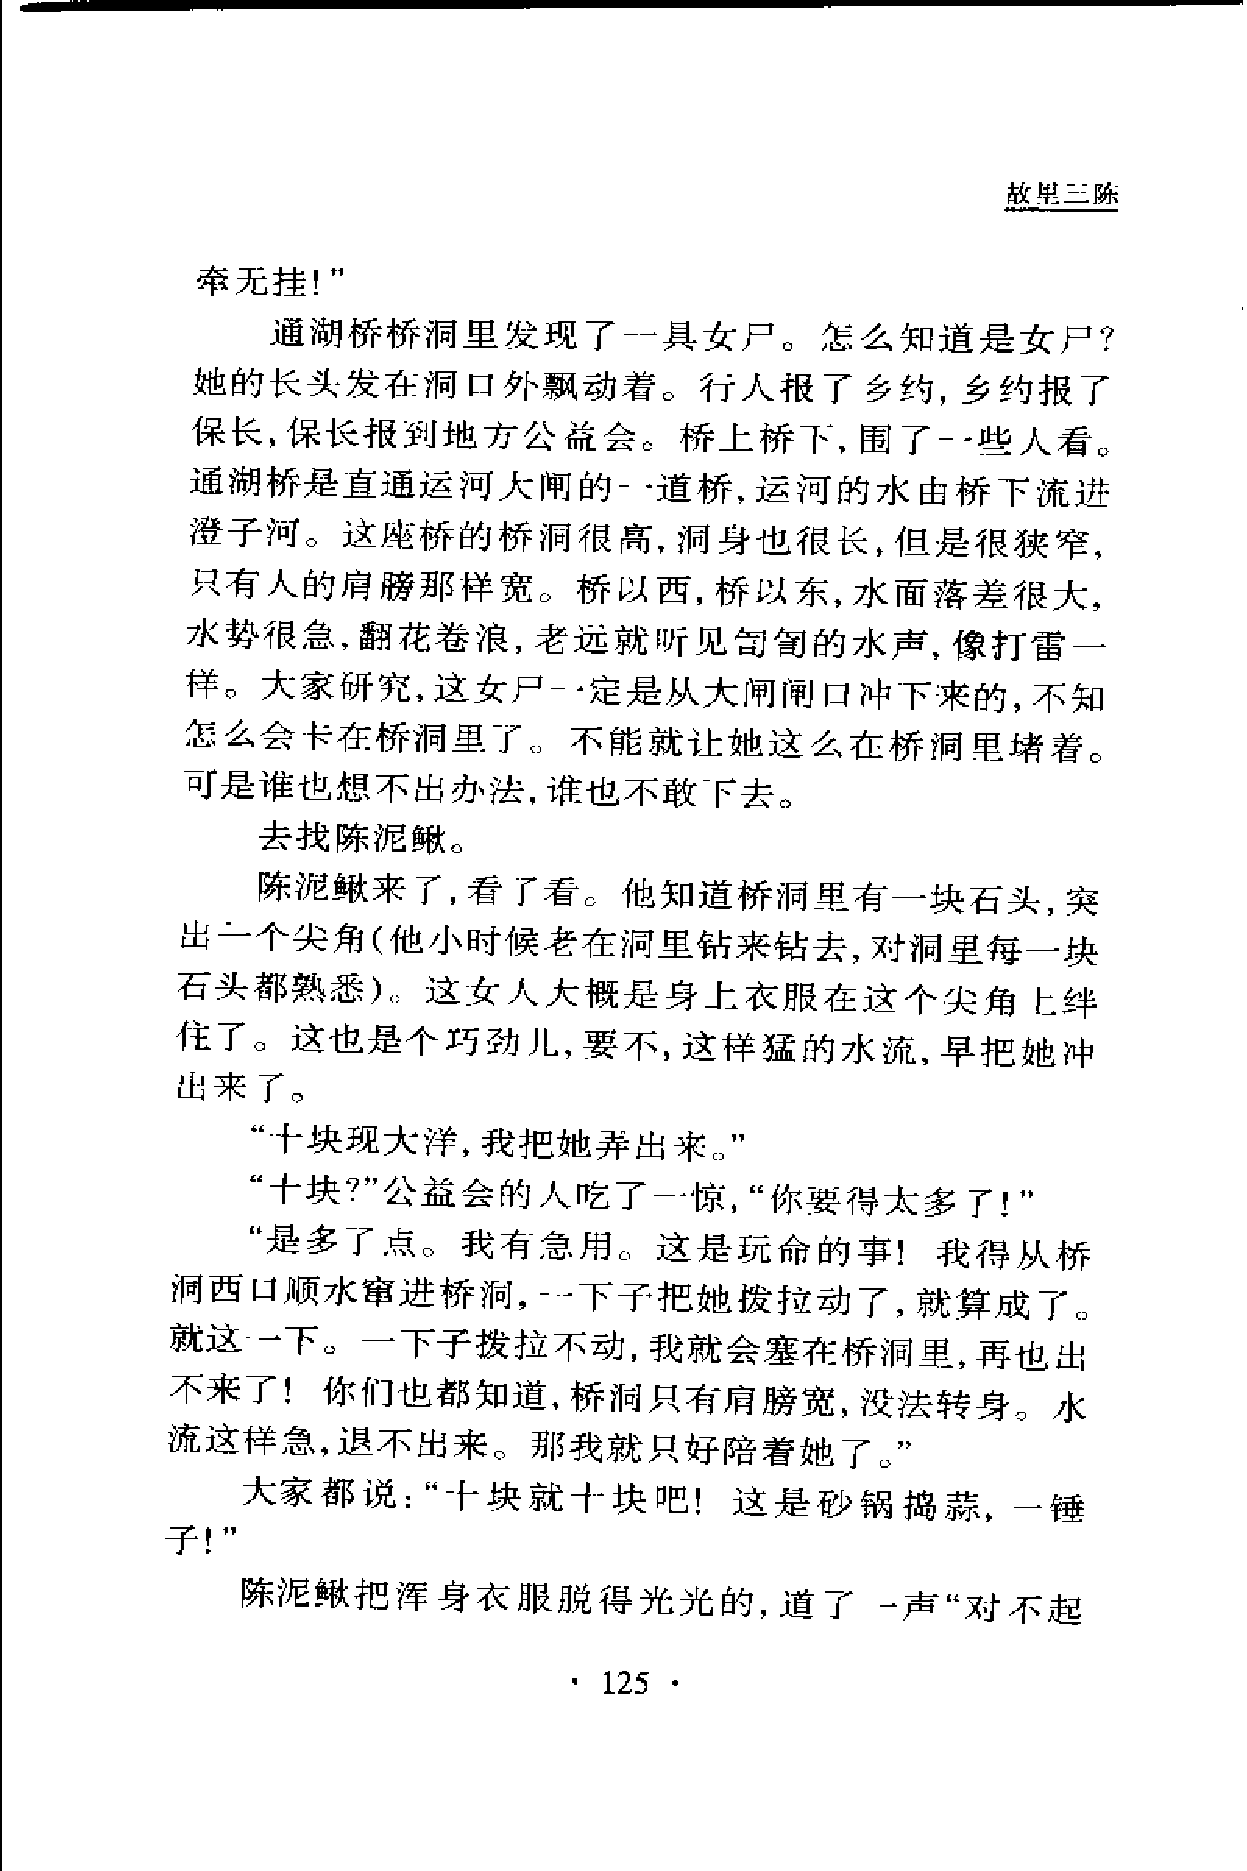 故里三陈
牵无挂！”
通湖桥桥洞里发现了一具女尸。怎么知道是女尸？
她的长头发在洞口外飘动着。行人报了乡约，乡约报了
保长，保长报到地方公益会。桥上桥下，围了一些人看。
通湖桥是直通运河大闸的一道桥，运河的水由桥下流进
澄子河。这座桥的桥洞很高，洞身也很长，但是很狭窄，
只有人的肩膀那样宽。桥以西，桥以东，水面落差很大，
水势很急，翻花卷浪，老远就听见訇訇的水声，像打雷一
样。大家研究，这女尸一定是从大闸闸口冲下来的，不知
怎么会卡在桥洞里了。不能就让她这么在桥洞里堵着。
可是谁也想不出办法，谁也不敢下去。
去找陈泥鳅。
陈泥鳅来了，看了看。他知道桥洞里有一块石头，突
出一个尖角（他小时候老在洞里钻来钻去，对洞里每一块
石头都熟悉）。这女人大概是身上衣服在这个尖角上绊
住了。这也是个巧劲儿，要不，这样猛的水流，早把她冲
出来了。
“十块现大洋，我把她弄出来。”
“十块？”公益会的人吃了一惊，“你要得太多了！”
“是多了点。我有急用。这是玩命的事！我得从桥
洞西口顺水窜进桥洞，一下子把她拨拉动了，就算成了。
就这一下。一下子拨拉不动，我就会塞在桥洞里，再也出
不来了！你们也都知道，桥洞只有肩膀宽，没法转身。水
流这样急，退不出来。那我就只好陪着她了。”
大家都说：“十块就十块吧！这是砂锅捣蒜，一锤
子！”
陈泥鳅把浑身衣服脱得光光的，道了一声“对不起
· 125 ·